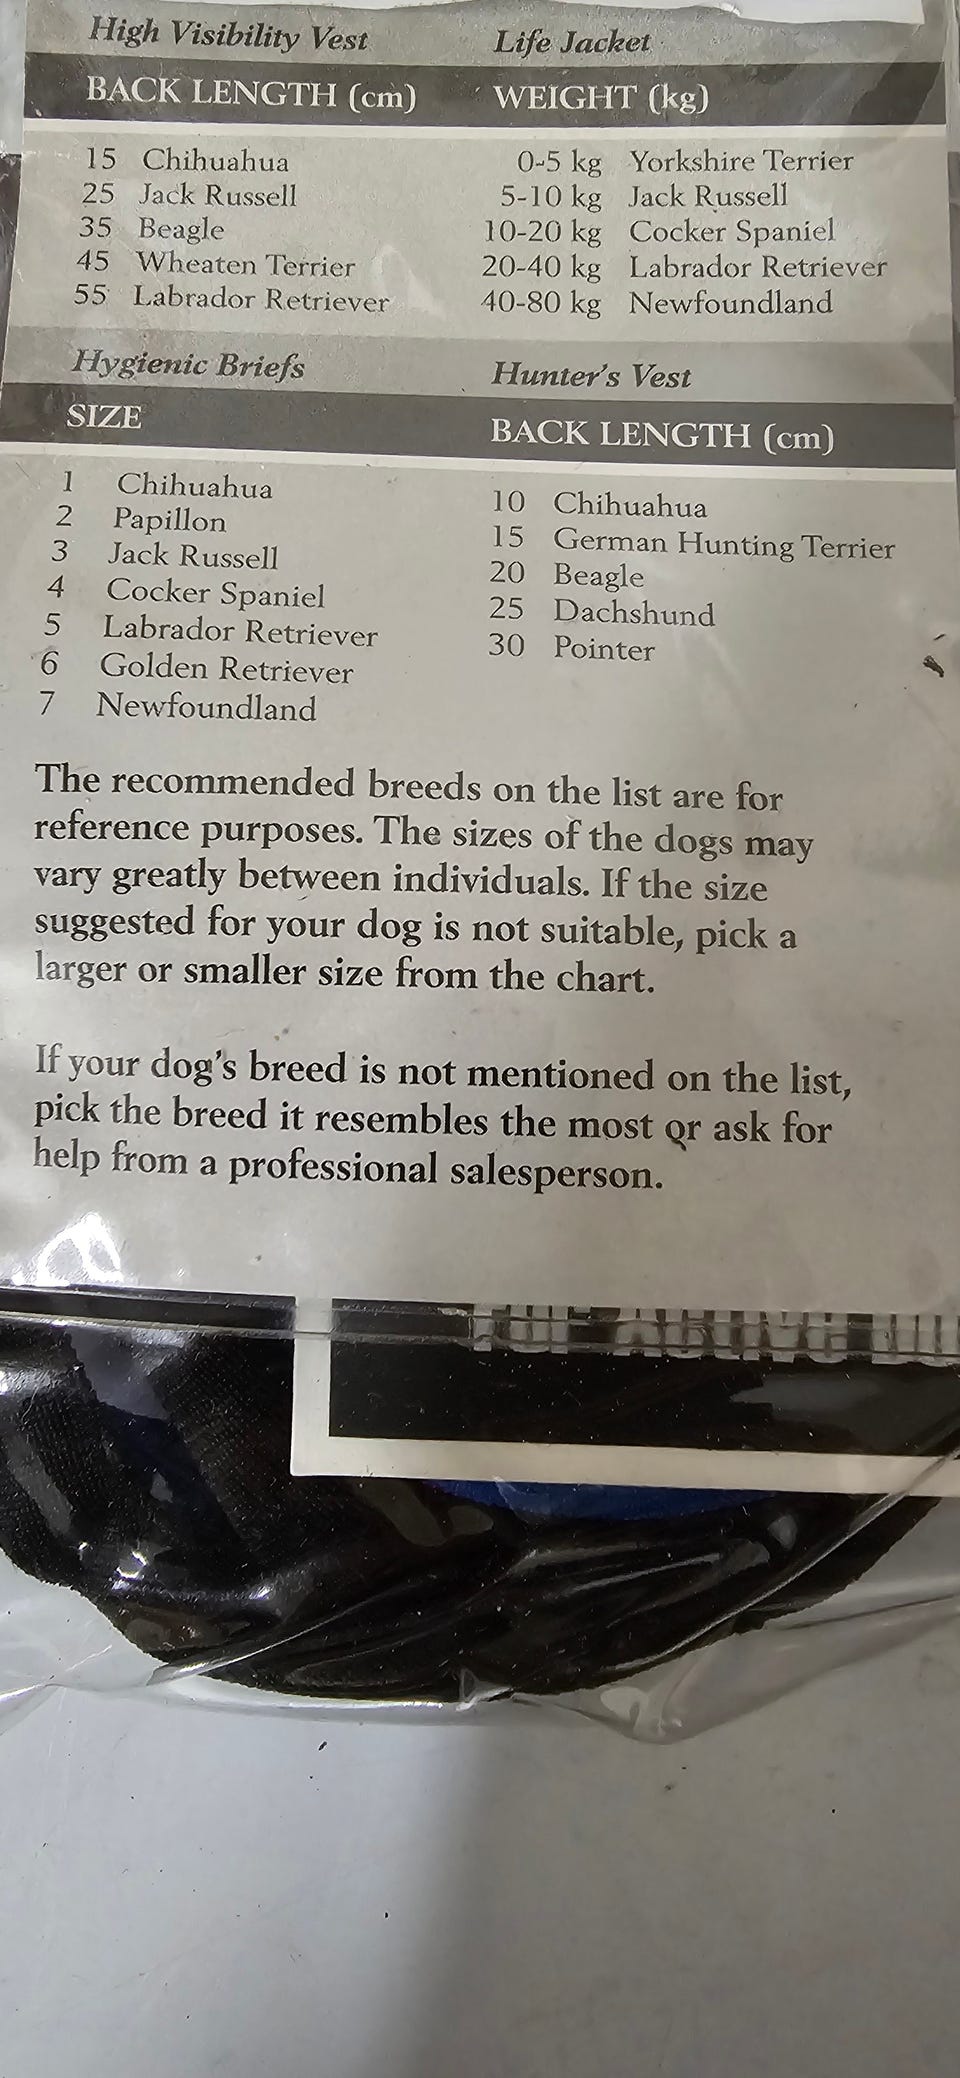 High Visibility Vest
BACK LENGTH (cm)
15 Chihuahua
25 Jack Russell
35 Beagle
45 Wheaten Terrier
55 Labrador Retriever
Life Jacket
WEIGHT (kg)
0-5 kg Yorkshire Terrier
5-10 kg Jack Russell
10-20 kg Cocker Spaniel
20-40 kg Labrador Retriever
40-80 kg Newfoundland
Hygienic Briefs
SIZE
1 Chihuahua
2 Papillon
3 Jack Russell
4 Cocker Spaniel
5 Labrador Retriever
6 Golden Retriever
7 Newfoundland
Hunter's Vest
BACK LENGTH (cm)
10 Chihuahua
15 German Hunting Terrier
20 Beagle
25 Dachshund
30 Pointer
The recommended breeds on the list are for
reference purposes. The sizes of the dogs may
vary greatly between individuals. If the size
suggested for your dog is not suitable, pick a
larger or smaller size from the chart.
If your dog's breed is not mentioned on the list,
pick the breed it resembles the most or ask for
help from a professional salesperson.